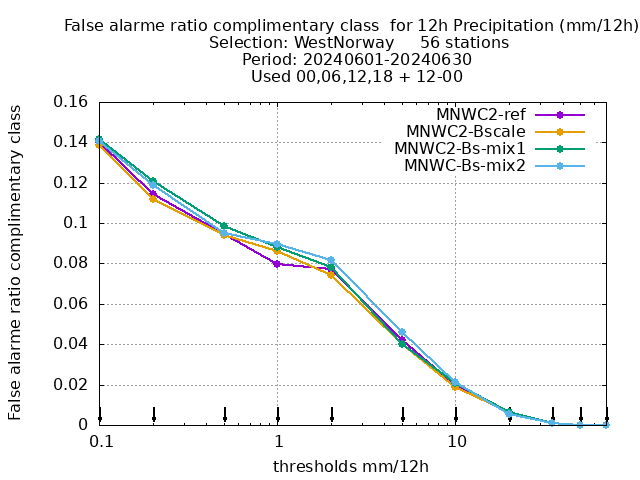 False alarme ratio complimentary class  for 12h Precipitation (mm/12h)
Selection: WestNorway     56 stations
Period: 20240601-20240630
Used 00,06,12,18 + 12-00
False alarme ratio complimentary class
0.16
0.14
0.12
0.1
0.08
0.06
0.04
0.02
0
MNWC2-ref
MNWC2-Bscale
MNWC2-Bs-mix1
MNWC-Bs-mix2
0.1 1 10
thresholds mm/12h